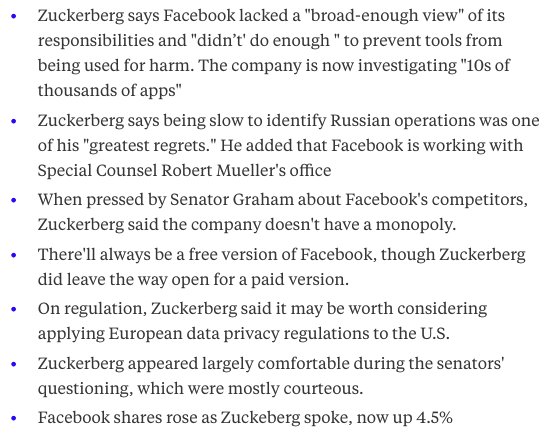 • Zuckerberg says Facebook lacked a "broad-enough view" of its
responsibilities and "didn’t' do enough " to prevent tools from
being used for harm. The company is now investigating "10s of
thousands of apps"
• Zuckerberg says being slow to identify Russian operations was one
of his "greatest regrets." He added that Facebook is working with
Special Counsel Robert Mueller's office
• When pressed by Senator Graham about Facebook's competitors,
Zuckerberg said the company doesn't have a monopoly.
• There'll always be a free version of Facebook, though Zuckerberg
did leave the way open for a paid version.
• On regulation, Zuckerberg said it may be worth considering
applying European data privacy regulations to the U.S.
• Zuckerberg appeared largely comfortable during the senators'
questioning, which were mostly courteous.
• Facebook shares rose as Zuckeberg spoke, now up 4.5%